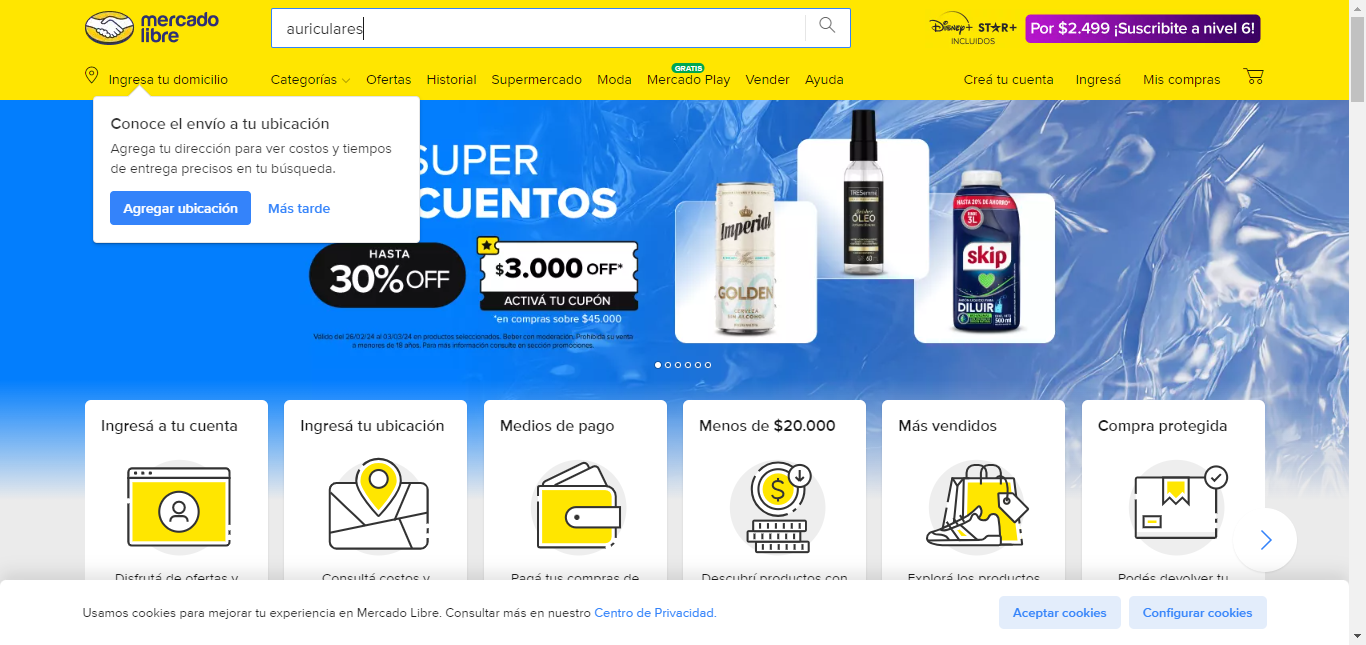 mercado
libre
auriculares
Disney+ STAR+
INCLUIDOS
Por $2.499 ¡Suscribite a nivel 6!
Ingresa tu domicilio
Categorías
Ofertas
Historial
Supermercado
Moda
GRATIS
Mercado Play
Vender
Ayuda
Creá tu cuenta
Ingresá
Mis compras
Conoce el envío a tu ubicación
Agrega tu dirección para ver costos y tiempos
de entrega precisos en tu búsqueda.
Agregar ubicación
Más tarde
SUPER
CUENTOS
HASTA
30% OFF
$3.000 OFF*
ACTIVÁ TU CUPÓN
*en compras sobre $45.000
Válido del 26/02/24 al 03/03/24 en productos seleccionados. Beber con moderación. Prohibida su venta
a menores de 18 años. Para más información consulte en sección promociones.
Imperial
GOLDEN
CERVEZA
SIN ALCOHOL
TRESemmé
ÓLEO
60
HASTA 20% DE AHORRO*
3L
skip
PARA
DILUIR
500 ml
Ingresá a tu cuenta
Ingresá tu ubicación
Medios de pago
Menos de $20.000
Más vendidos
Compra protegida
Disfrutá de ofertas y
Consultá costos y
Pagá tus compras de
Descubrí productos con
Explorá los productos
Podés devolver tu
Usamos cookies para mejorar tu experiencia en Mercado Libre. Consultar más en nuestro Centro de Privacidad.
Aceptar cookies
Configurar cookies